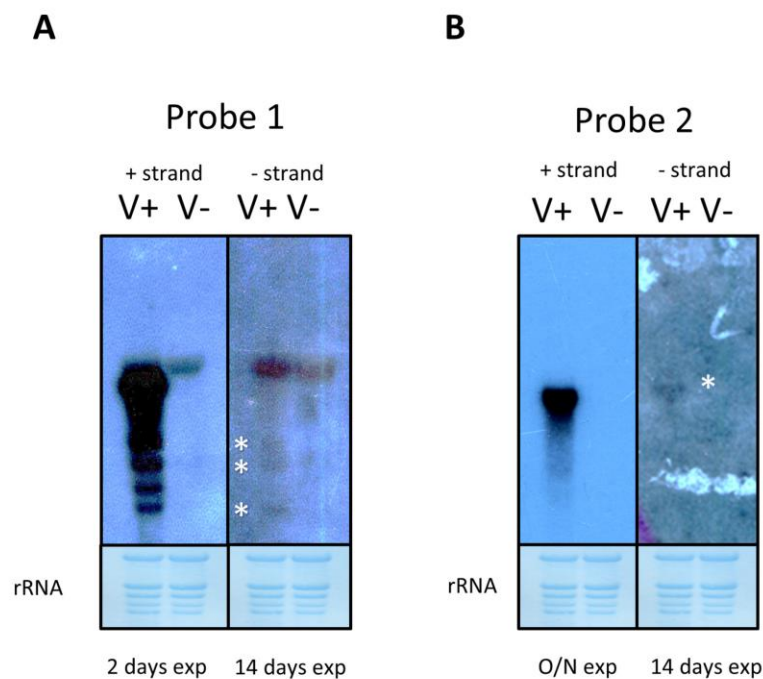 A
Probe 1
+ strand - strand
V+ V- V+ V-
*
*
*
rRNA
2 days exp 14 days exp
B
Probe 2
+ strand - strand
V+ V- V+ V-
*
rRNA
O/N exp 14 days exp